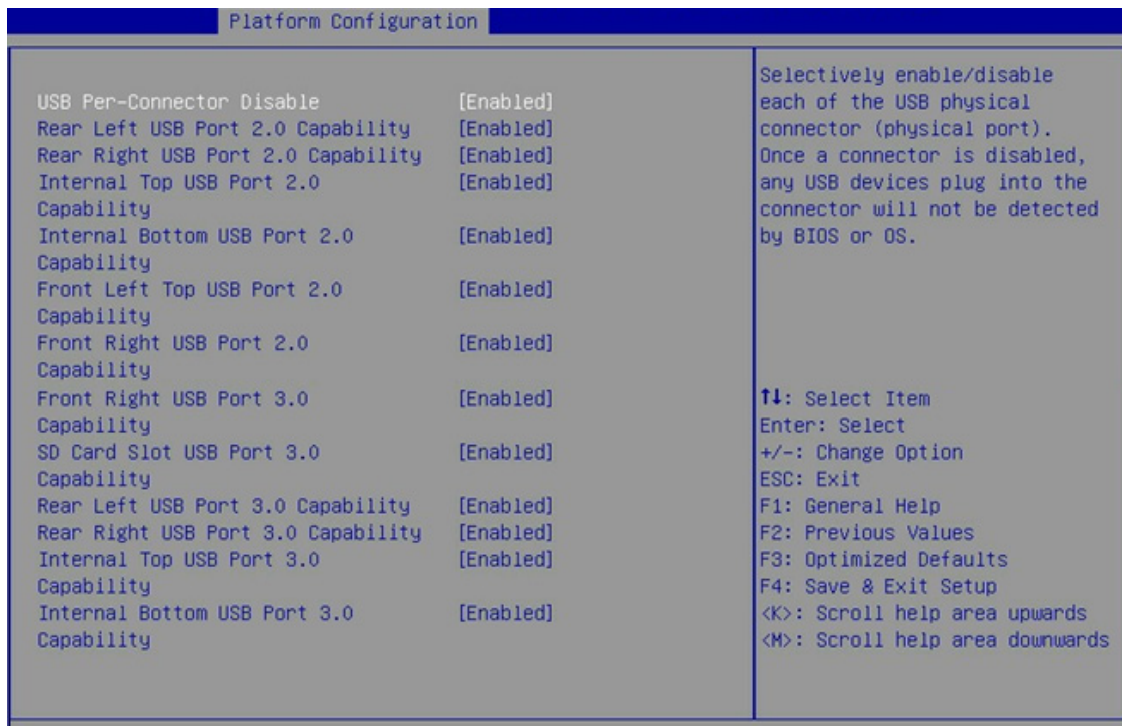 Platform Configuration
USB Per-Connector Disable [Enabled]
Rear Left USB Port 2.0 Capability [Enabled]
Rear Right USB Port 2.0 Capability [Enabled]
Internal Top USB Port 2.0 [Enabled]
Capability
Internal Bottom USB Port 2.0 [Enabled]
Capability
Front Left Top USB Port 2.0 [Enabled]
Capability
Front Right USB Port 2.0 [Enabled]
Capability
Front Right USB Port 3.0 [Enabled]
Capability
SD Card Slot USB Port 3.0 [Enabled]
Capability
Rear Left USB Port 3.0 Capability [Enabled]
Rear Right USB Port 3.0 Capability [Enabled]
Internal Top USB Port 3.0 [Enabled]
Capability
Internal Bottom USB Port 3.0 [Enabled]
Capability
Selectively enable/disable
each of the USB physical
connector (physical port).
Once a connector is disabled,
any USB devices plug into the
connector will not be detected
by BIOS or OS.
↑↓: Select Item
Enter: Select
+/-: Change Option
ESC: Exit
F1: General Help
F2: Previous Values
F3: Optimized Defaults
F4: Save & Exit Setup
<K>: Scroll help area upwards
<M>: Scroll help area downwards